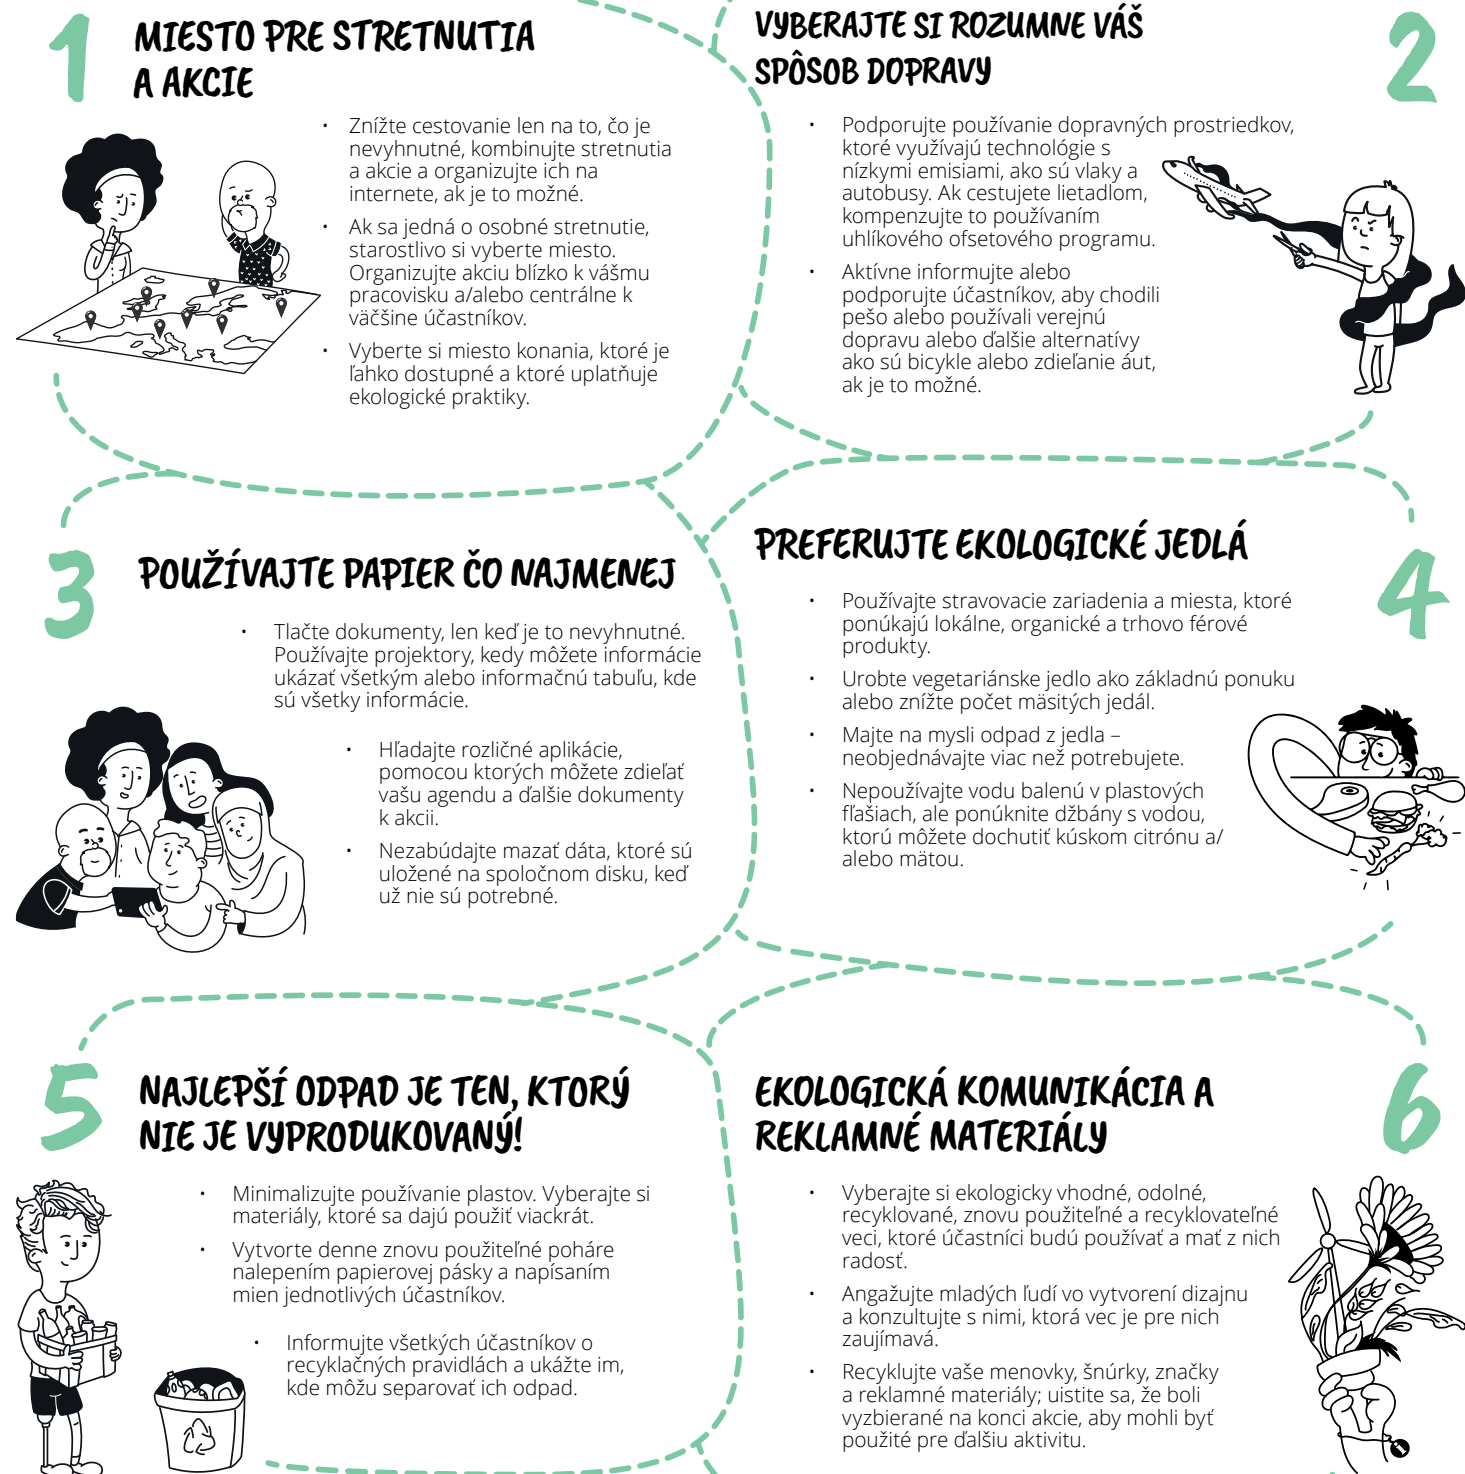 1
MIESTO PRE STRETNUTIA
A AKCIE
• Znížte cestovanie len na to, čo je
nevyhnutné, kombinujte stretnutia
a akcie a organizujte ich na
internete, ak je to možné.
• Ak sa jedná o osobné stretnutie,
starostlivo si vyberte miesto.
Organizujte akciu blízko k vášmu
pracovisku a/alebo centrálne k
väčšine účastníkov.
• Vyberte si miesto konania, ktoré je
ľahko dostupné a ktoré uplatňuje
ekologické praktiky.
2
VYBERAJTE SI ROZUMNE VÁŠ
SPÔSOB DOPRAVY
• Podporujte používanie dopravných prostriedkov,
ktoré využívajú technológie s
nízkymi emisiami, ako sú vlaky a
autobusy. Ak cestujete lietadlom,
kompenzujte to používaním
uhlíkového ofsetového programu.
• Aktívne informujte alebo
podporujte účastníkov, aby chodili
pešo alebo používali verejnú
dopravu alebo ďalšie alternatívy
ako sú bicykle alebo zdieľanie áut,
ak je to možné.
3
POUŽÍVAJTE PAPIER ČO NAJMENEJ
• Tlačte dokumenty, len keď je to nevyhnutné.
Používajte projektory, kedy môžete informácie
ukázať všetkým alebo informačnú tabuľu, kde
sú všetky informácie.
• Hľadajte rozličné aplikácie,
pomocou ktorých môžete zdieľať
vašu agendu a ďalšie dokumenty
k akcii.
• Nezabúdajte mazať dáta, ktoré sú
uložené na spoločnom disku, keď
už nie sú potrebné.
4
PREFERUJTE EKOLOGICKÉ JEDLÁ
• Používajte stravovacie zariadenia a miesta, ktoré
ponúkajú lokálne, organické a trhovo férové
produkty.
• Urobte vegetariánske jedlo ako základnú ponuku
alebo znížte počet mäsitých jedál.
• Majte na mysli odpad z jedla –
neobjednávajte viac než potrebujete.
• Nepoužívajte vodu balenú v plastových
fľašiach, ale ponúknite džbány s vodou,
ktorú môžete dochutiť kúskom citrónu a/
alebo mätou.
5
NAJLEPŠÍ ODPAD JE TEN, KTORÝ
NIE JE VYPRODUKOVANÝ!
• Minimalizujte používanie plastov. Vyberajte si
materiály, ktoré sa dajú použiť viackrát.
• Vytvorte denne znovu použiteľné poháre
nalepením papierovej pásky a napísaním
mien jednotlivých účastníkov.
• Informujte všetkých účastníkov o
recyklačných pravidlách a ukážte im,
kde môžu separovať ich odpad.
6
EKOLOGICKÁ KOMUNIKÁCIA A
REKLAMNÉ MATERIÁLY
• Vyberajte si ekologicky vhodné, odolné,
recyklované, znovu použiteľné a recyklovateľné
veci, ktoré účastníci budú používať a mať z nich
radosť.
• Angažujte mladých ľudí vo vytvorení dizajnu
a konzultujte s nimi, ktorá vec je pre nich
zaujímavá.
• Recyklujte vaše menovky, šnúrky, značky
a reklamné materiály; uistite sa, že boli
vyzbierané na konci akcie, aby mohli byť
použité pre ďalšiu aktivitu.